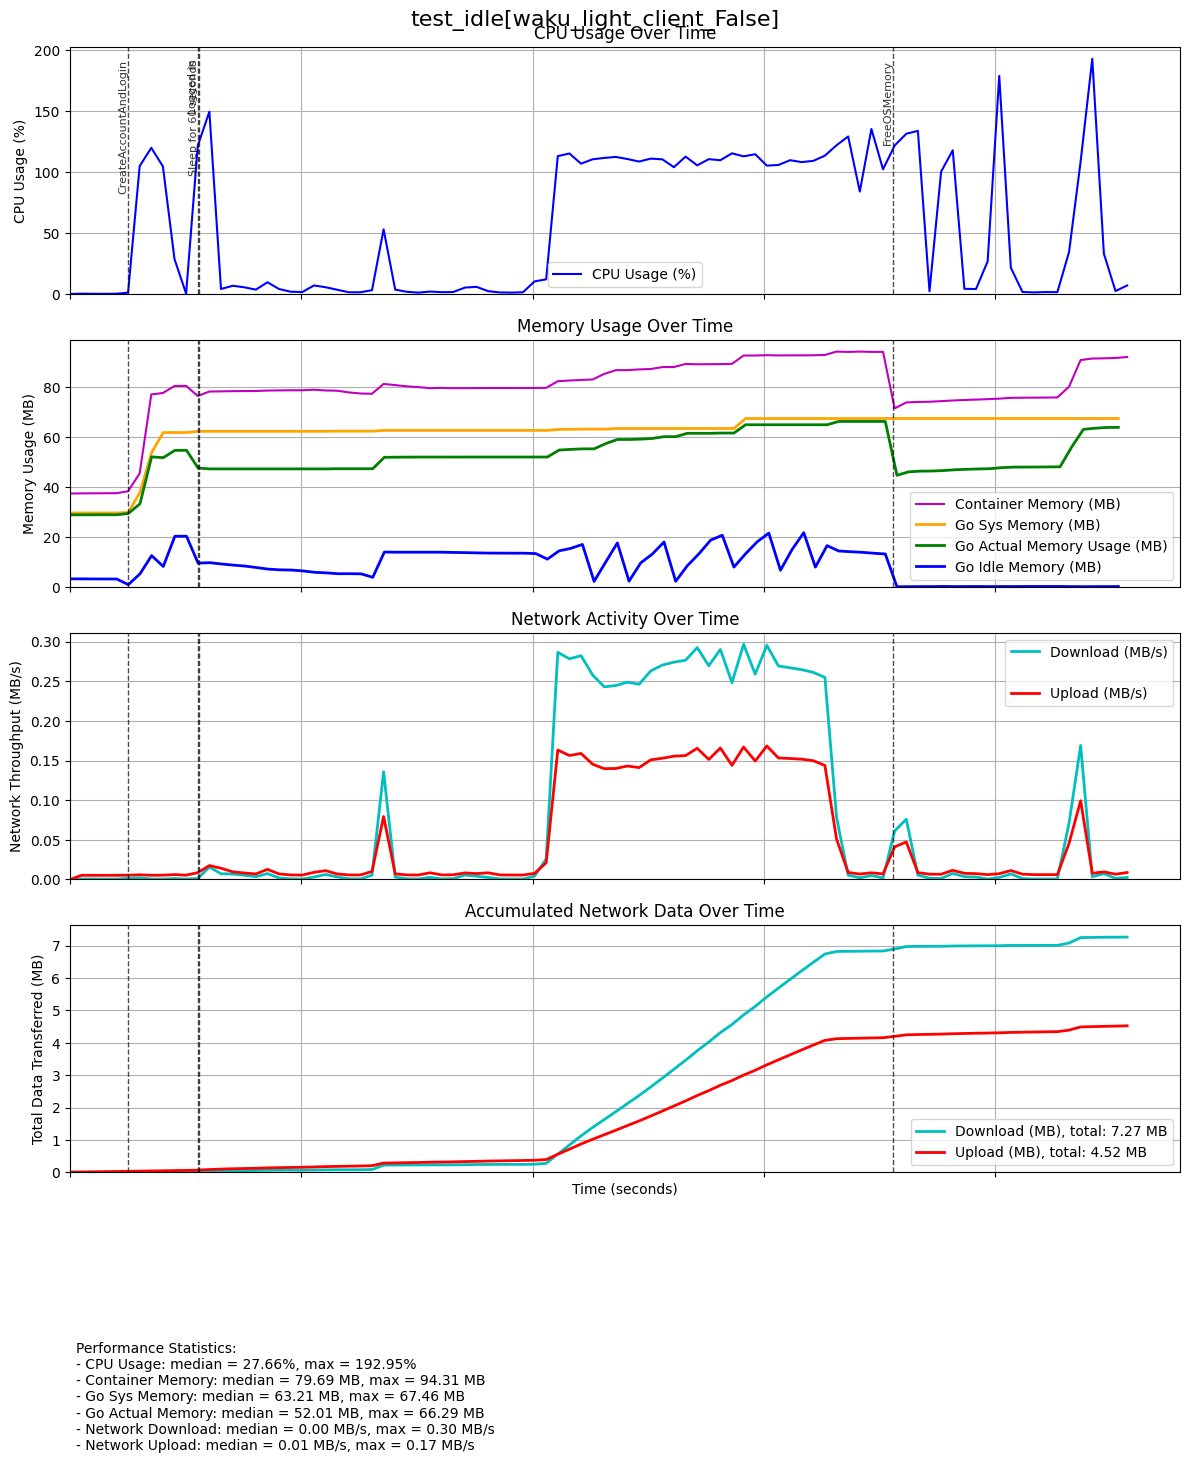 test_idle[waku_light_client_False]
CPU Usage Over Time
CPU Usage (%)
200
150
100
50
0
CreateAccountAndLogin
Sleep for 60 seconds
FreeOSMemory
CPU Usage (%)
Memory Usage Over Time
Memory Usage (MB)
80
60
40
20
0
Container Memory (MB)
Go Sys Memory (MB)
Go Actual Memory Usage (MB)
Go Idle Memory (MB)
Network Activity Over Time
Network Throughput (MB/s)
0.30
0.25
0.20
0.15
0.10
0.05
0.00
Download (MB/s)
Upload (MB/s)
Accumulated Network Data Over Time
Total Data Transferred (MB)
7
6
5
4
3
2
1
0
Download (MB), total: 7.27 MB
Upload (MB), total: 4.52 MB
Time (seconds)
Performance Statistics:
- CPU Usage: median = 27.66%, max = 192.95%
- Container Memory: median = 79.69 MB, max = 94.31 MB
- Go Sys Memory: median = 63.21 MB, max = 67.46 MB
- Go Actual Memory: median = 52.01 MB, max = 66.29 MB
- Network Download: median = 0.00 MB/s, max = 0.30 MB/s
- Network Upload: median = 0.01 MB/s, max = 0.17 MB/s